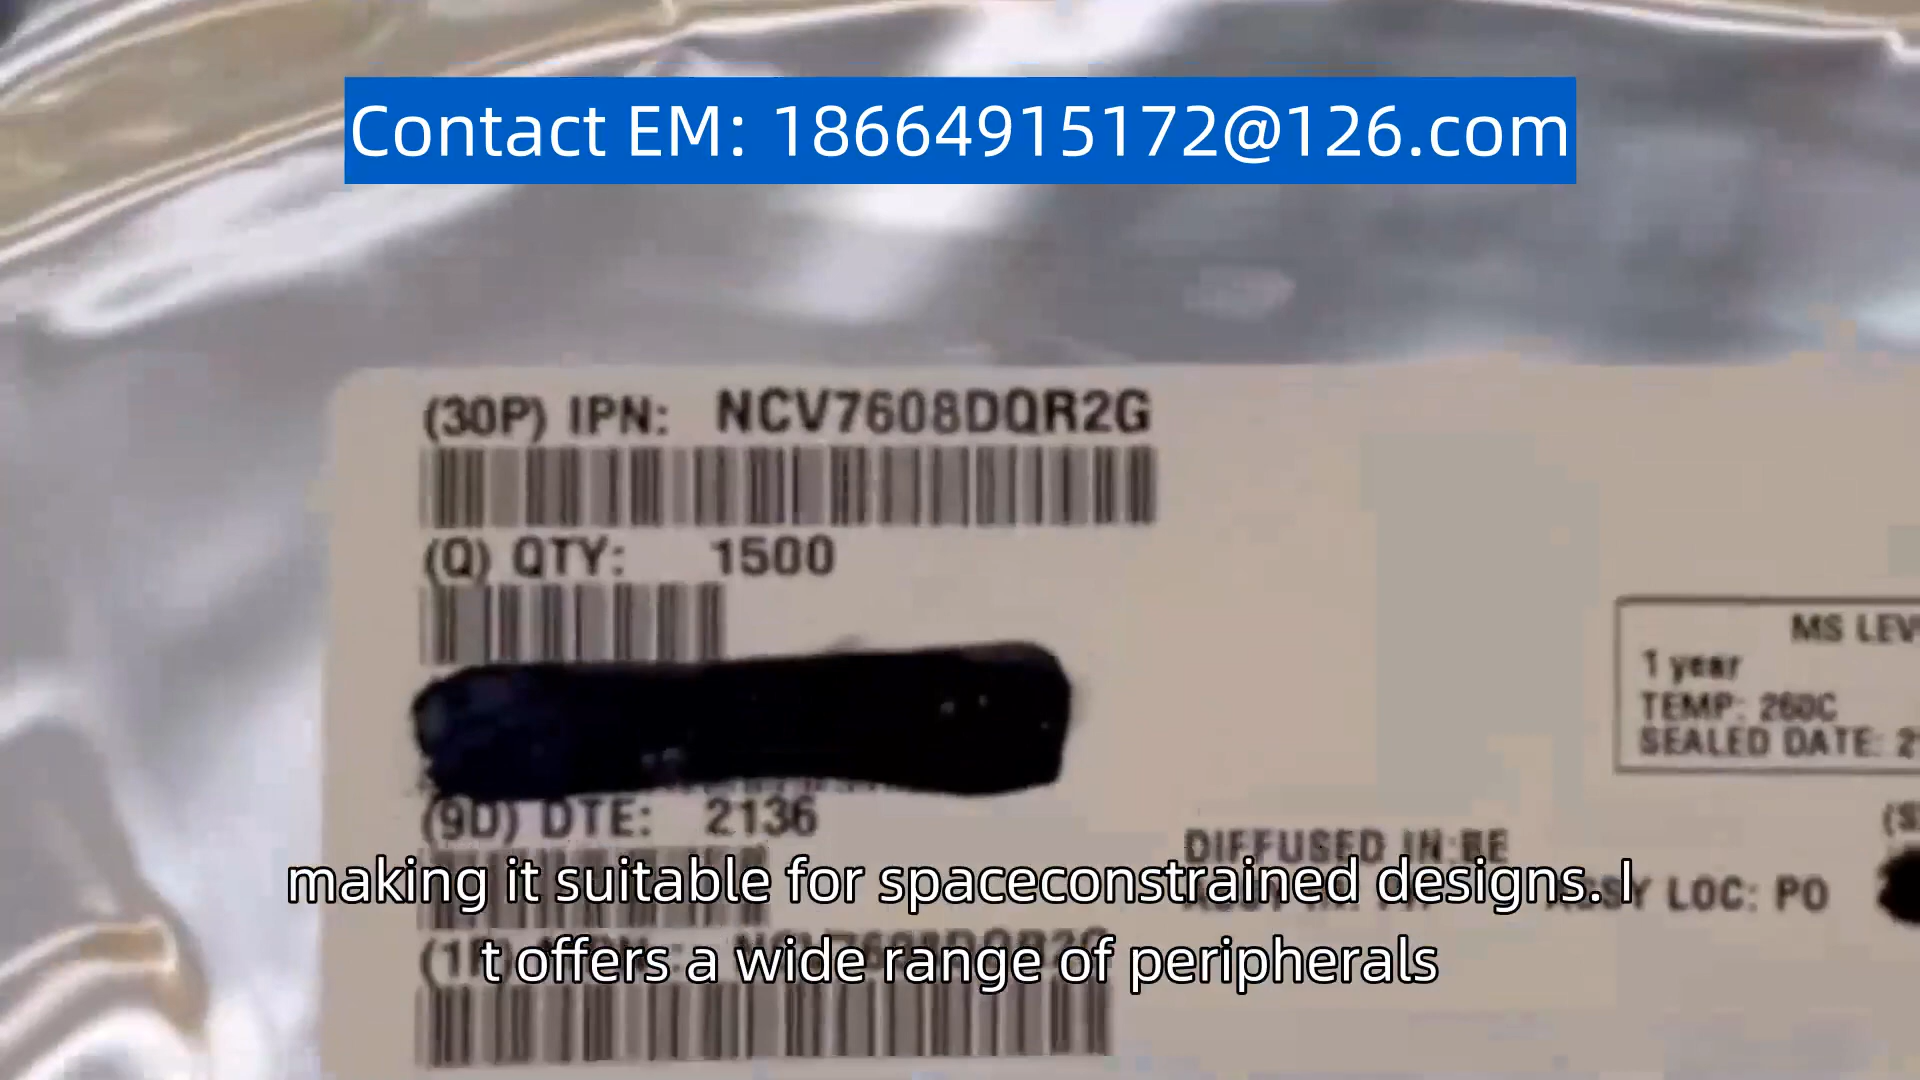 Contact EM: 18664915172@126.com
(30P) IPN: NCV7608DQR2G
(Q) QTY: 1500
MS LEV
1 year
TEMP: 260C
SEALED DATE: 2
(9D) DTE: 2136
DIFFUSED IN:BE
ASSY LOC: PO
making it suitable for spaceconstrained designs.I
t offers a wide range of peripherals